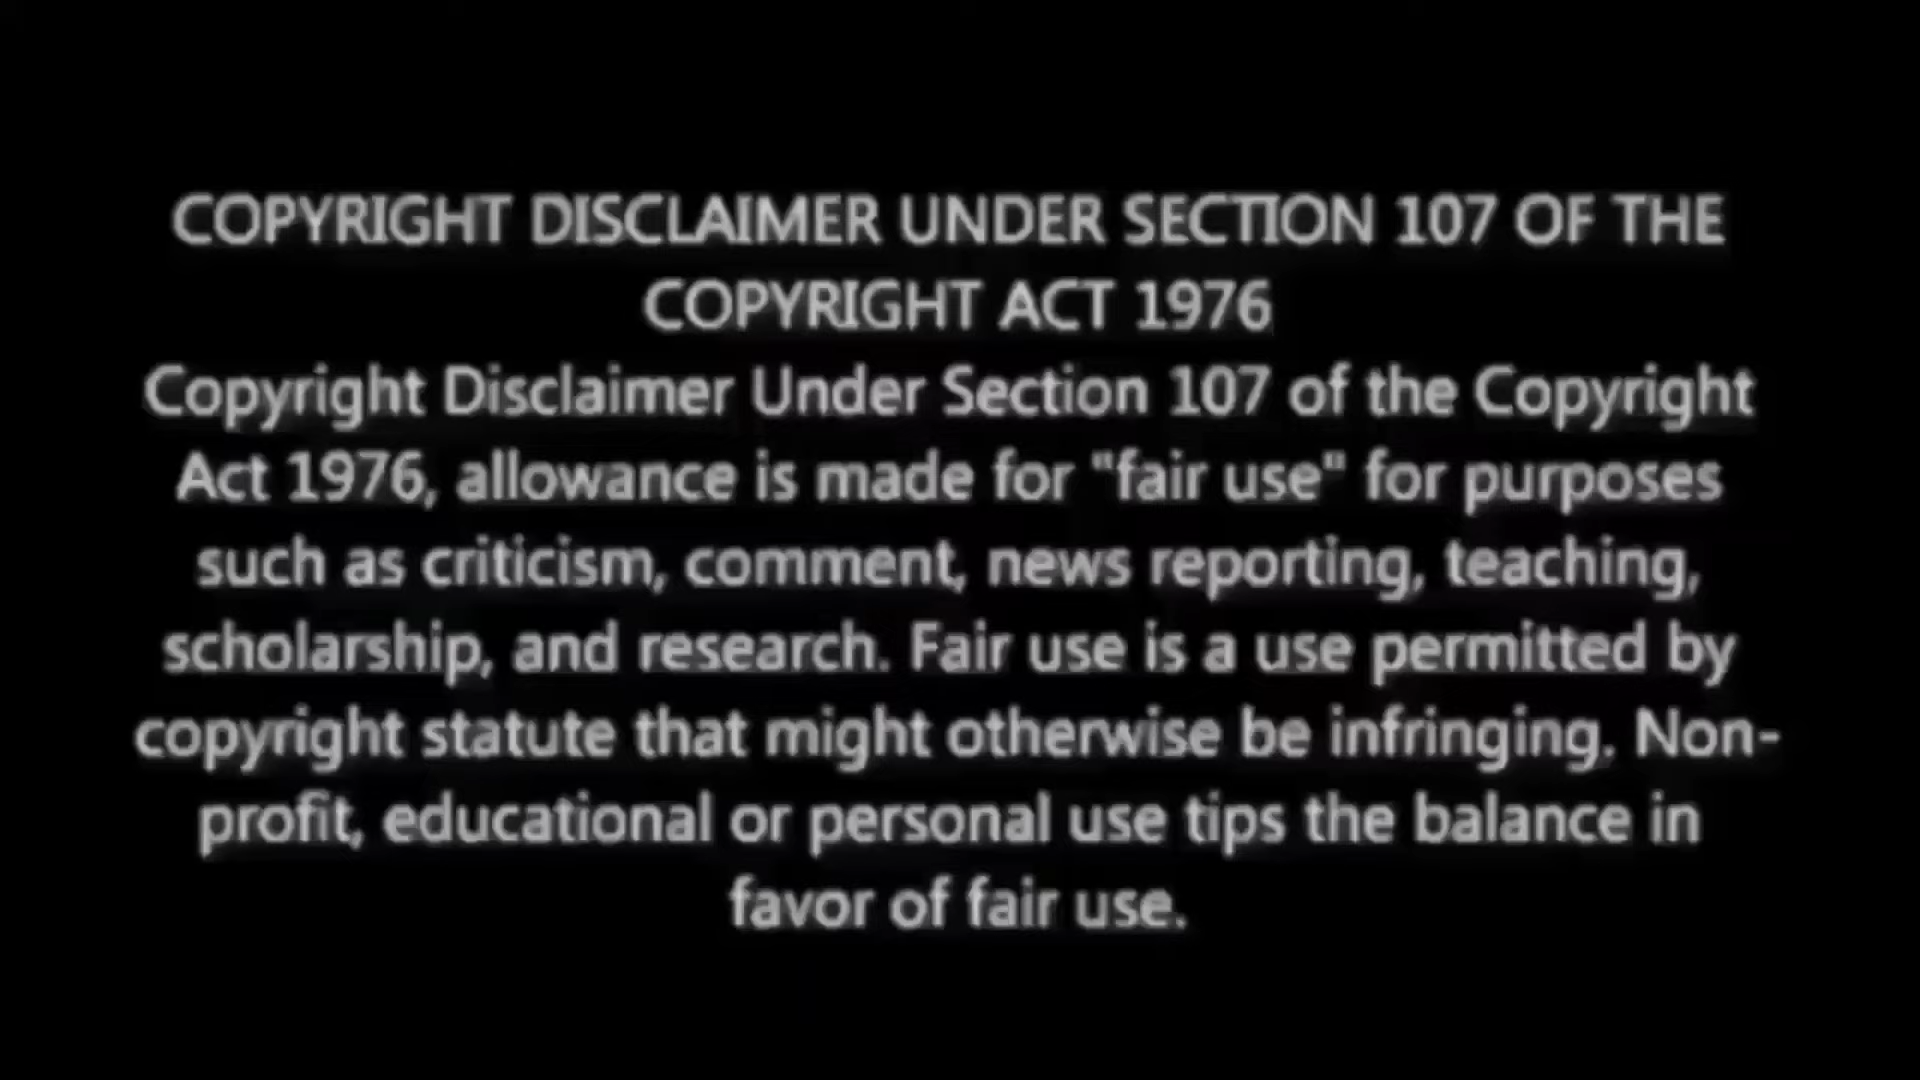 COPYRIGHT DISCLAIMER UNDER SECTION 107 OF THE
COPYRIGHT ACT 1976
Copyright Disclaimer Under Section 107 of the Copyright
Act 1976, allowance is made for "fair use" for purposes
such as criticism, comment, news reporting, teaching,
scholarship, and research. Fair use is a use permitted by
copyright statute that might otherwise be infringing. Non-
profit, educational or personal use tips the balance in
favor of fair use.